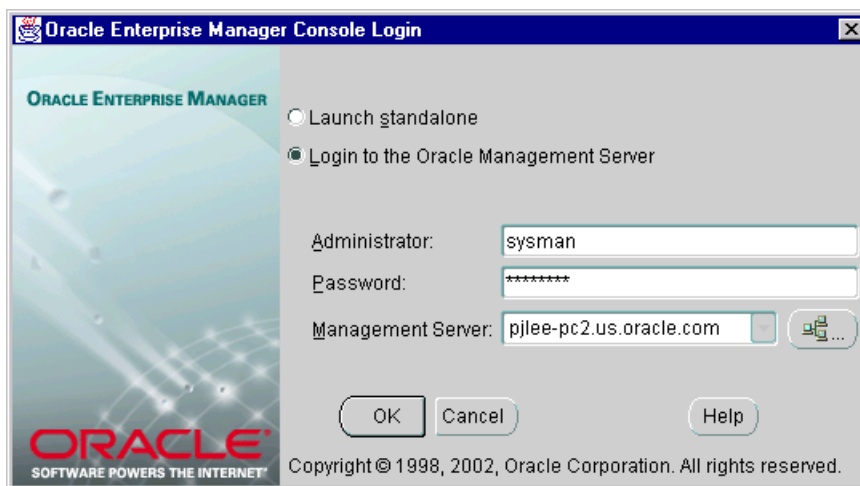 Oracle Enterprise Manager Console Login
ORACLE ENTERPRISE MANAGER
Launch standalone
Login to the Oracle Management Server
Administrator: sysman
Password: ********
Management Server: pjlee-pc2.us.oracle.com ...
OK Cancel Help
ORACLE
SOFTWARE POWERS THE INTERNET
Copyright © 1998, 2002, Oracle Corporation. All rights reserved.